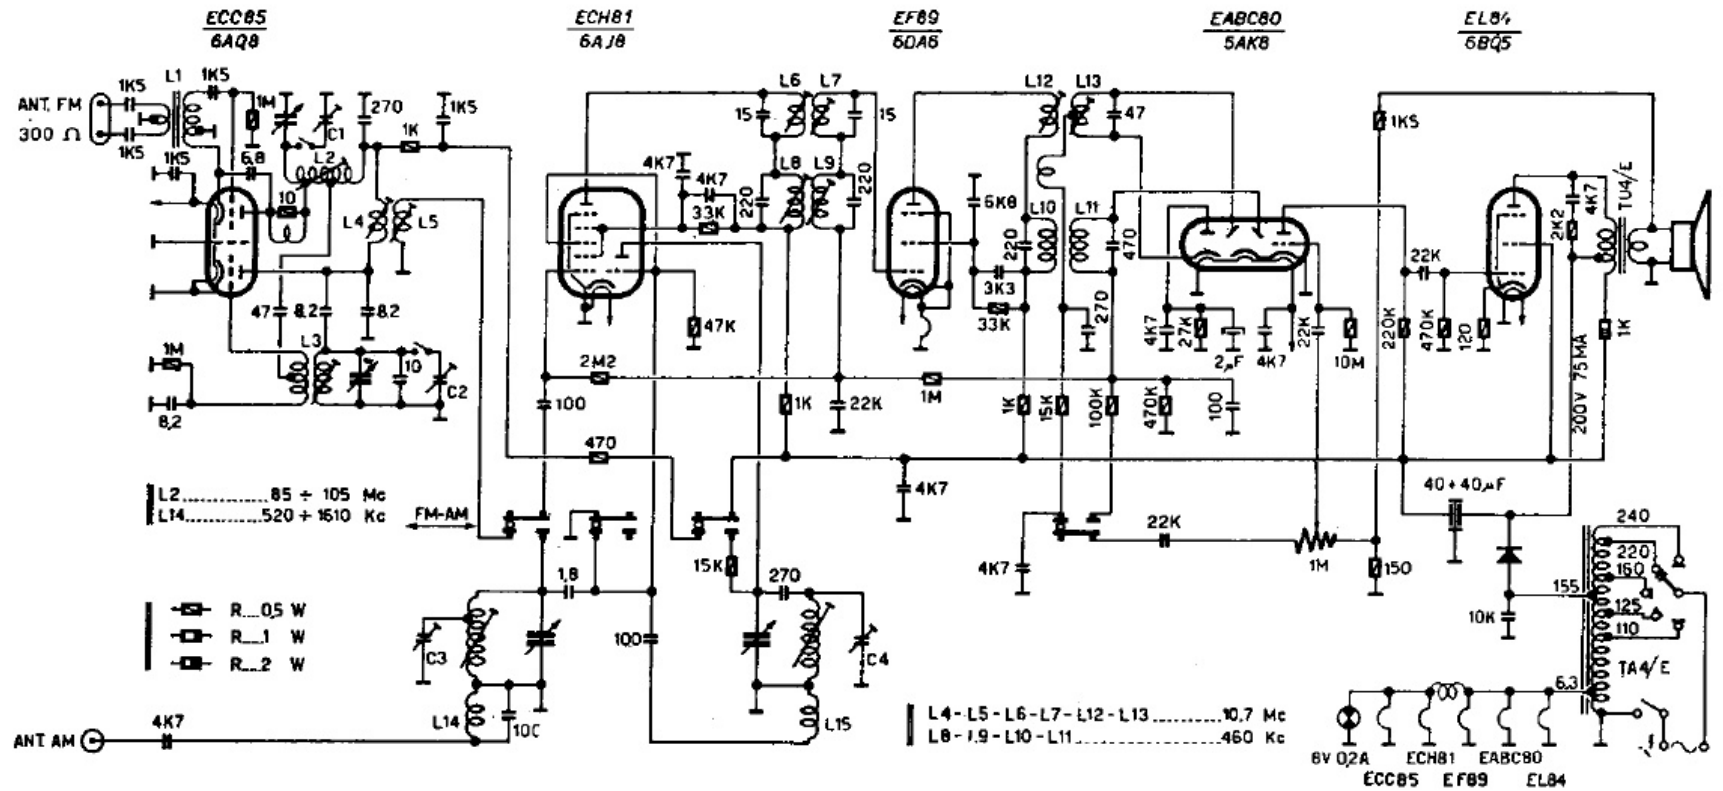 ECC85
6AQ8
ECH81
6AJ8
EF89
6DA6
EABC80
5AK8
EL84
6BQ5
ANT. FM
300 Ω
1K5
L1
1K5
1M
C1
270
1K5
1K
1K5
1K5
6,8
L2
10
L4
L5
47
8,2
8,2
1M
L3
10
C2
8,2
L6
L7
15
15
4K7
4K7
33K
L8
L9
220
220
47K
2M2
100
1K
22K
1M
470
L12
L13
47
6K8
L10
L11
220
470
3K3
33K
270
1K
15K
100K
470K
100
4K7
27K
2µF
4K7
22K
10M
1K5
22K
220K
470K
120
4K7
2K2
TU4/E
1K
200V 75MA
L2..............85 ÷ 105 Mc
L14..........520 ÷ 1610 Kc
FM-AM
4K7
4K7
22K
1M
150
40+40µF
240
220
160
155
125
110
10K
TA4/E
6,3
R....0,5 W
R....1 W
R....2 W
1,8
15K
270
C3
100
C4
L14
10C
L15
4K7
ANT. AM
L4-L5-L6-L7-L12-L13..........10,7 Mc
L8-L9-L10-L11....................460 Kc
6V 0,2A
ECH81
EABC80
ECC85
EF89
EL84